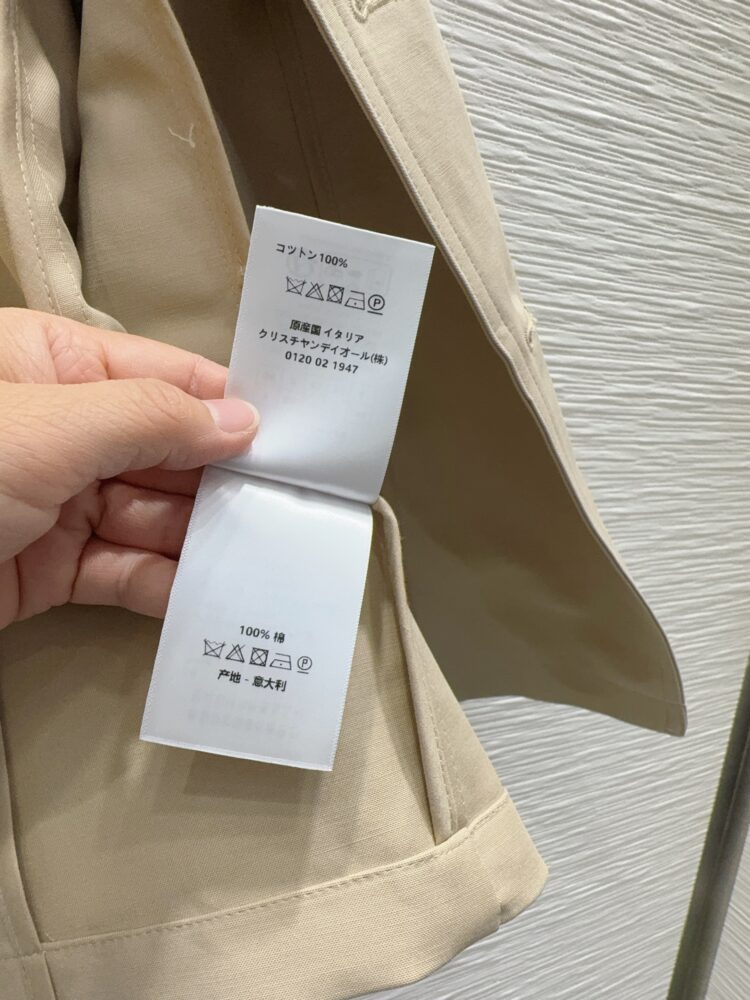 コットン100%
P
原産国 イタリア
クリスチャンディオール(株)
0120 02 1947
100% 棉
P
产地 - 意大利